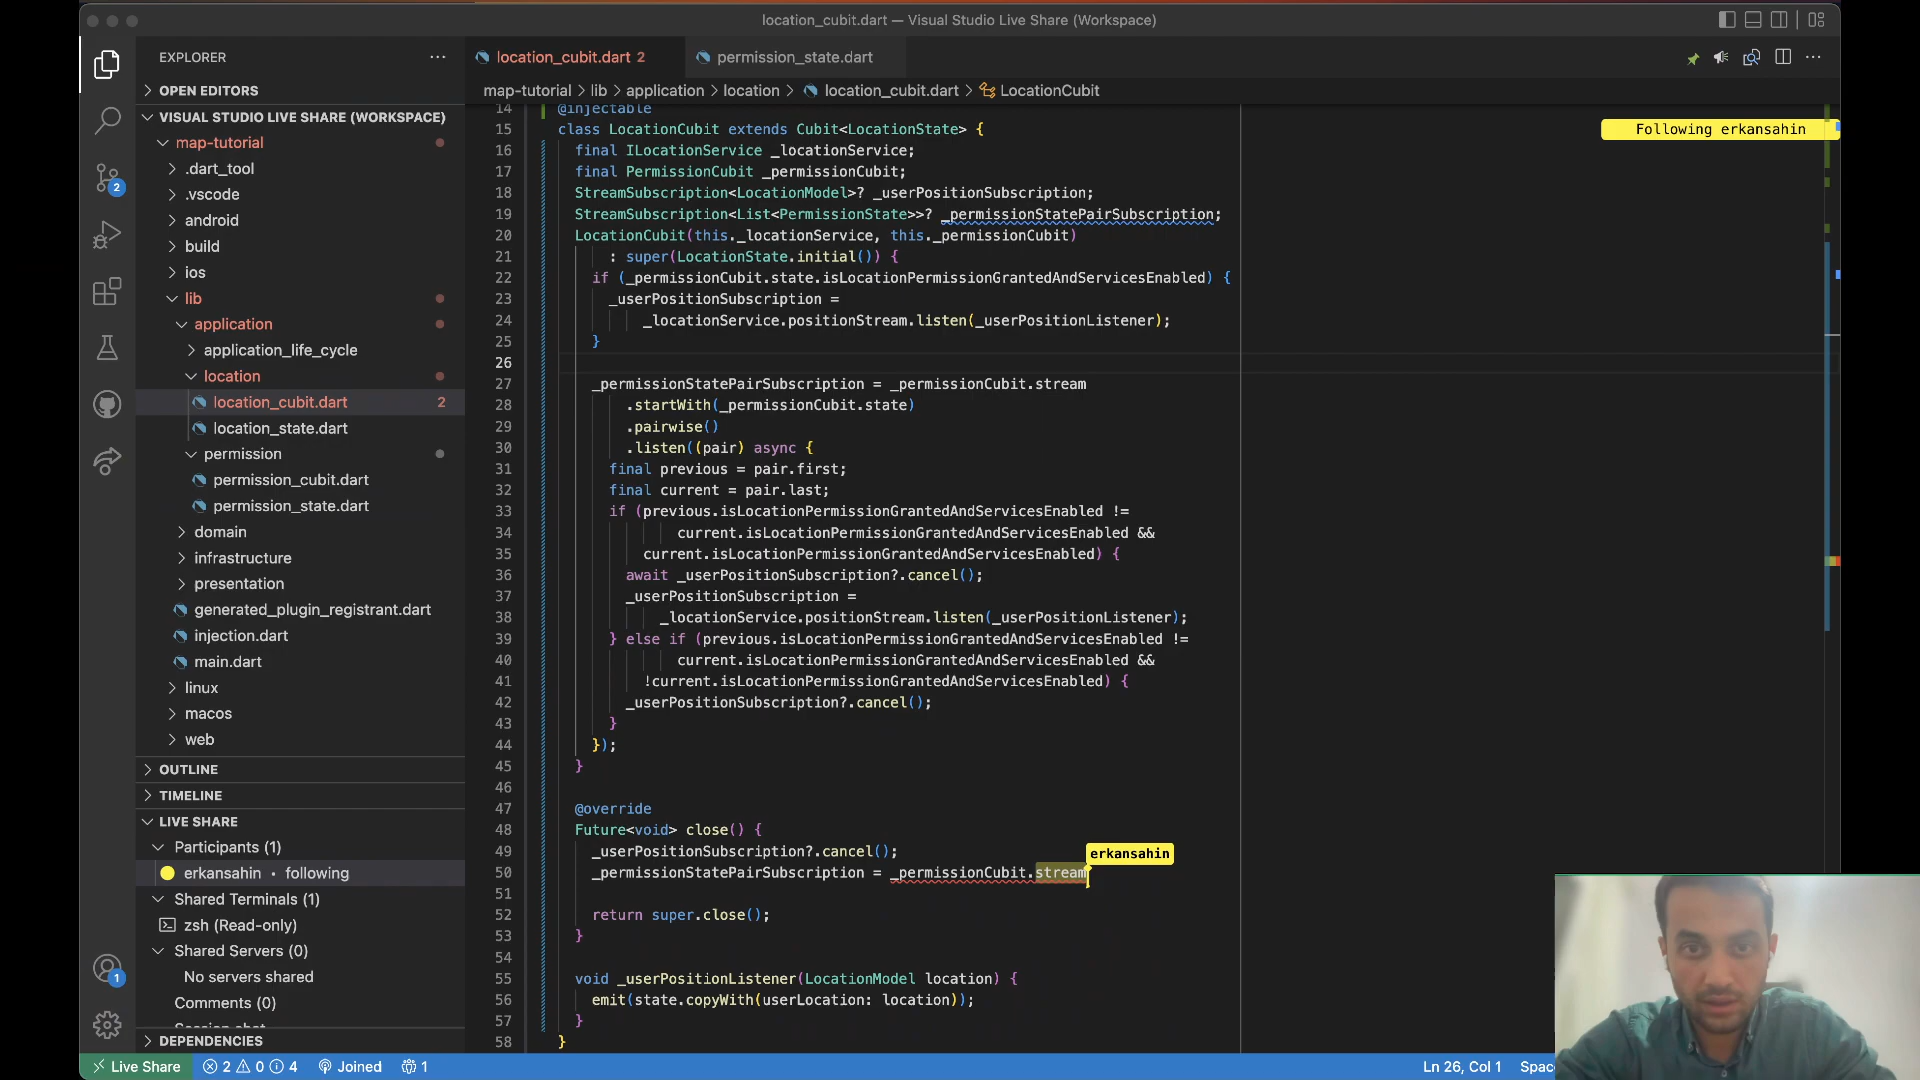 location_cubit.dart — Visual Studio Live Share (Workspace)
EXPLORER
OPEN EDITORS
VISUAL STUDIO LIVE SHARE (WORKSPACE)
map-tutorial
.dart_tool
.vscode
android
build
ios
lib
application
application_life_cycle
location
location_cubit.dart 2
location_state.dart
permission
permission_cubit.dart
permission_state.dart
domain
infrastructure
presentation
generated_plugin_registrant.dart
injection.dart
main.dart
linux
macos
web
OUTLINE
TIMELINE
LIVE SHARE
Participants (1)
erkansahin • following
Shared Terminals (1)
zsh (Read-only)
Shared Servers (0)
No servers shared
Comments (0)
DEPENDENCIES
2
1
location_cubit.dart 2
permission_state.dart
map-tutorial > lib > application > location > location_cubit.dart > LocationCubit
Following erkansahin
14 @injectable
15 class LocationCubit extends Cubit<LocationState> {
16 final ILocationService _locationService;
17 final PermissionCubit _permissionCubit;
18 StreamSubscription<LocationModel>? _userPositionSubscription;
19 StreamSubscription<List<PermissionState>>? _permissionStatePairSubscription;
20 LocationCubit(this._locationService, this._permissionCubit)
21 : super(LocationState.initial()) {
22 if (_permissionCubit.state.isLocationPermissionGrantedAndServicesEnabled) {
23 _userPositionSubscription =
24 _locationService.positionStream.listen(_userPositionListener);
25 }
26
27 _permissionStatePairSubscription = _permissionCubit.stream
28 .startWith(_permissionCubit.state)
29 .pairwise()
30 .listen((pair) async {
31 final previous = pair.first;
32 final current = pair.last;
33 if (previous.isLocationPermissionGrantedAndServicesEnabled !=
34 current.isLocationPermissionGrantedAndServicesEnabled &&
35 current.isLocationPermissionGrantedAndServicesEnabled) {
36 await _userPositionSubscription?.cancel();
37 _userPositionSubscription =
38 _locationService.positionStream.listen(_userPositionListener);
39 } else if (previous.isLocationPermissionGrantedAndServicesEnabled !=
40 current.isLocationPermissionGrantedAndServicesEnabled &&
41 !current.isLocationPermissionGrantedAndServicesEnabled) {
42 _userPositionSubscription?.cancel();
43 }
44 });
45 }
46
47 @override
48 Future<void> close() {
49 _userPositionSubscription?.cancel();
erkansahin
50 _permissionStatePairSubscription = _permissionCubit.stream
51
52 return super.close();
53 }
54
55 void _userPositionListener(LocationModel location) {
56 emit(state.copyWith(userLocation: location));
57 }
58 }
Live Share 2 0 4 Joined 1
Ln 26, Col 1